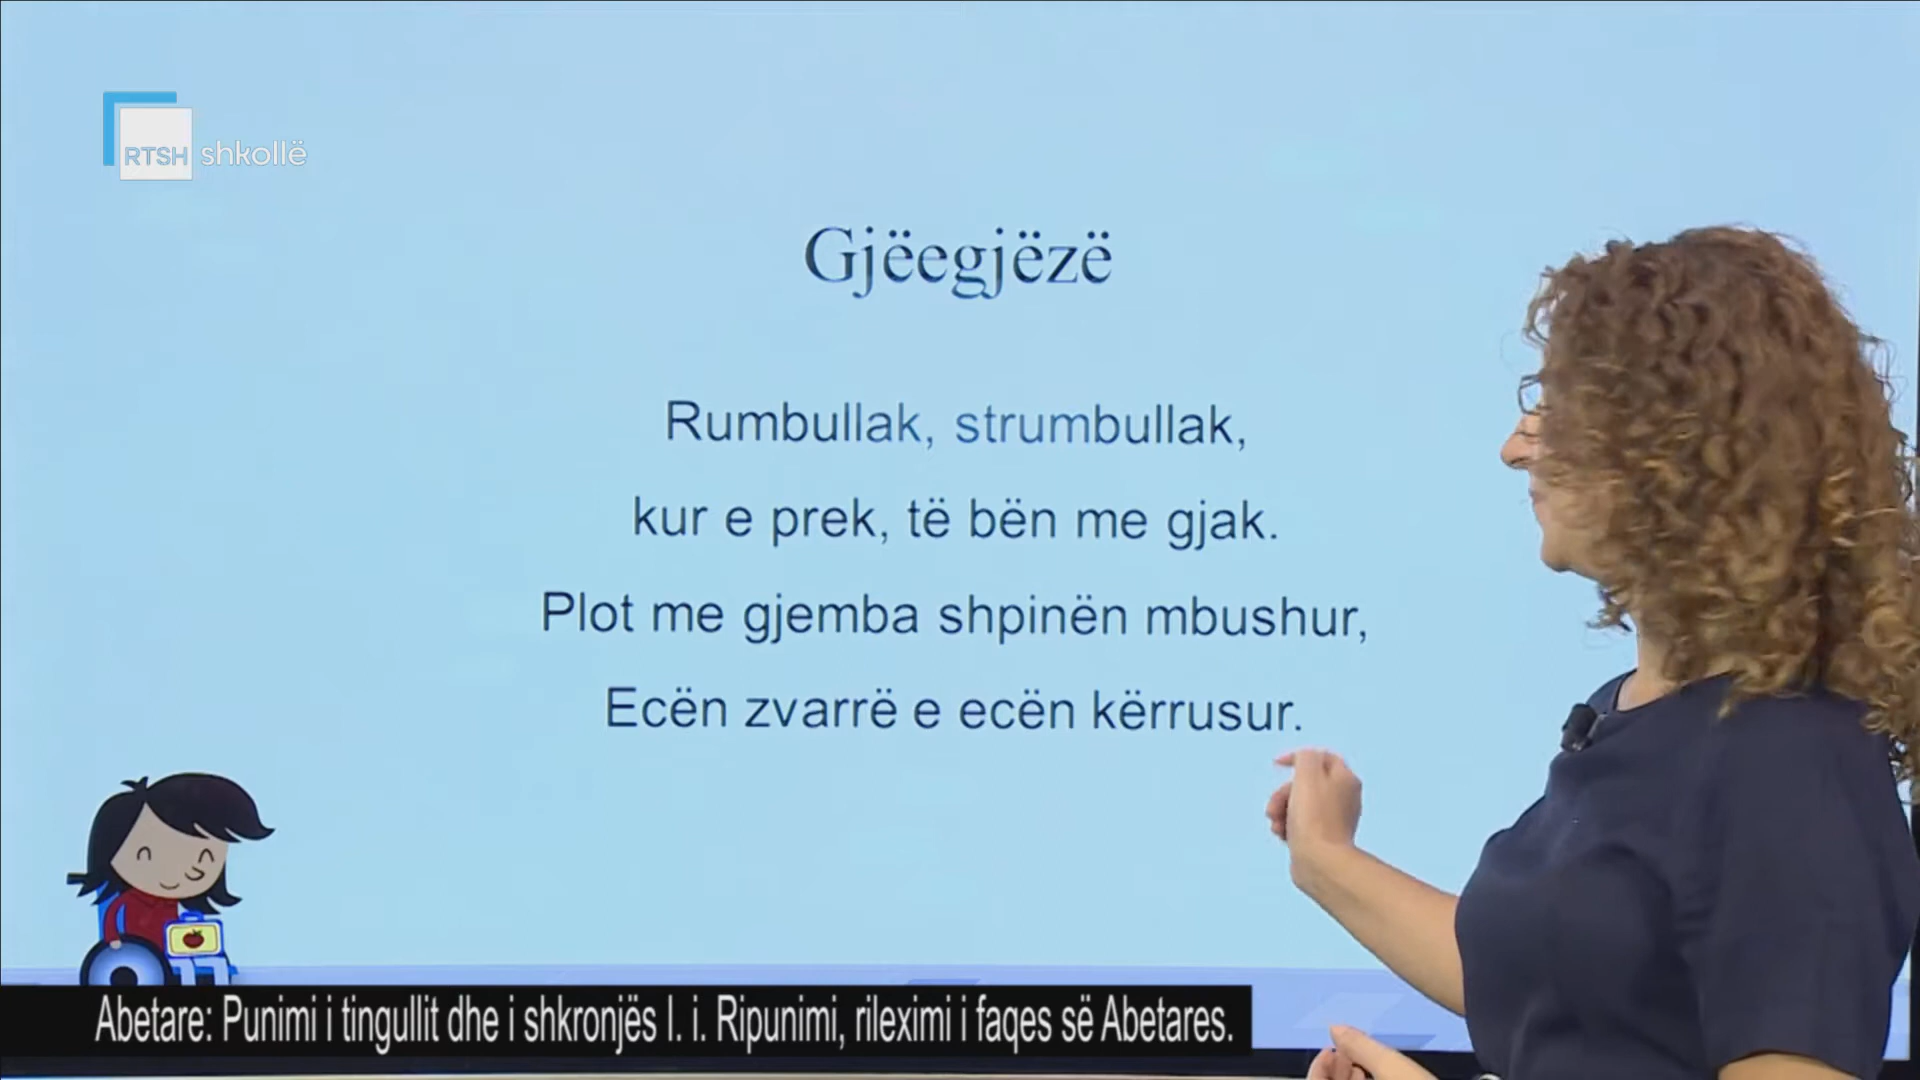 RTSH shkollë
Gjëegjëzë
Rumbullak, strumbullak,
kur e prek, të bën me gjak.
Plot me gjemba shpinën mbushur,
Ecën zvarrë e ecën kërrusur.
Abetare: Punimi i tingullit dhe i shkronjës I. i. Ripunimi, rileximi i faqes së Abetares.